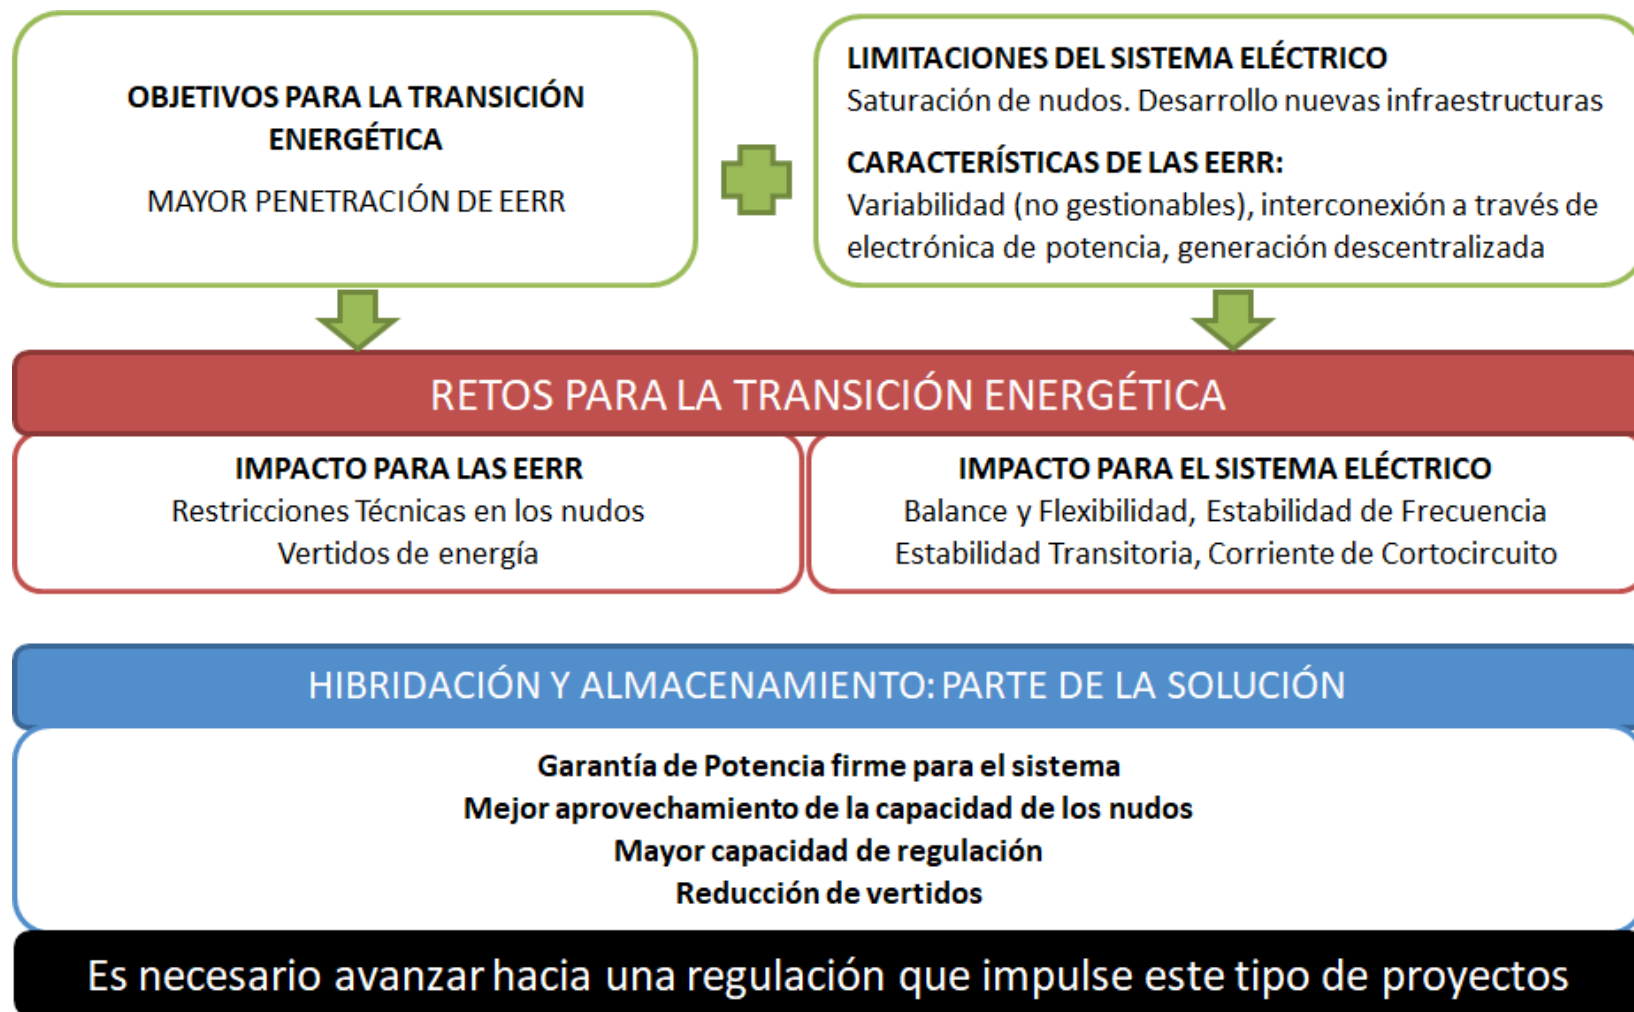 OBJETIVOS PARA LA TRANSICIÓN
ENERGÉTICA
MAYOR PENETRACIÓN DE EERR
LIMITACIONES DEL SISTEMA ELÉCTRICO
Saturación de nudos. Desarrollo nuevas infraestructuras
CARACTERÍSTICAS DE LAS EERR:
Variabilidad (no gestionables), interconexión a través de
electrónica de potencia, generación descentralizada
RETOS PARA LA TRANSICIÓN ENERGÉTICA
IMPACTO PARA LAS EERR
Restricciones Técnicas en los nudos
Vertidos de energía
IMPACTO PARA EL SISTEMA ELÉCTRICO
Balance y Flexibilidad, Estabilidad de Frecuencia
Estabilidad Transitoria, Corriente de Cortocircuito
HIBRIDACIÓN Y ALMACENAMIENTO: PARTE DE LA SOLUCIÓN
Garantía de Potencia firme para el sistema
Mejor aprovechamiento de la capacidad de los nudos
Mayor capacidad de regulación
Reducción de vertidos
Es necesario avanzar hacia una regulación que impulse este tipo de proyectos